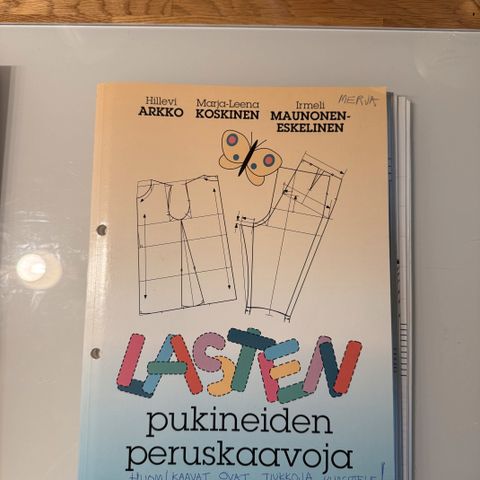 Hillevi
ARKKO
Marja-Leena
KOSKINEN
Irmeli
MAUNONEN-
ESKELINEN
MERJA
LASTEN
pukineiden
peruskaavoja
HUOM! KAAVAT OVAT TIUKKOJA